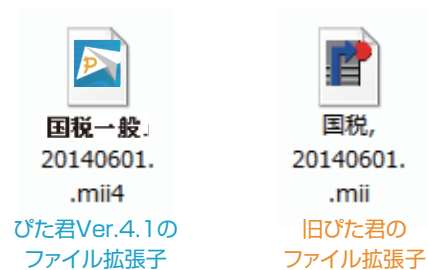 国税一般,
20140601.
.mii4
ぴた君Ver.4.1の
ファイル拡張子
国税,
20140601.
.mii
旧ぴた君の
ファイル拡張子